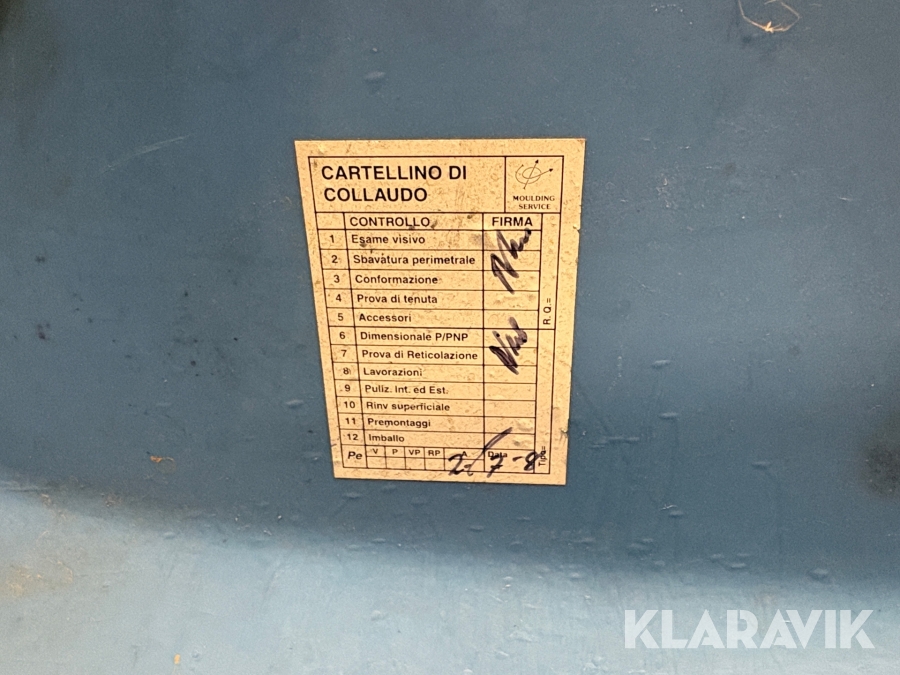 CARTELLINO DI
COLLAUDO
MOULDING
SERVICE
CONTROLLO FIRMA
1 Esame visivo
2 Sbavatura perimetrale
3 Conformazione
4 Prova di tenuta
5 Accessori
6 Dimensionale P/PNP
7 Prova di Reticolazione
8 Lavorazioni
9 Puliz. Int. ed Est.
10 Rinv superficiale
11 Premontaggi
12 Imballo
Pe V P VP RP A Data
R. Q.=
Tipo=
KLARAVIK